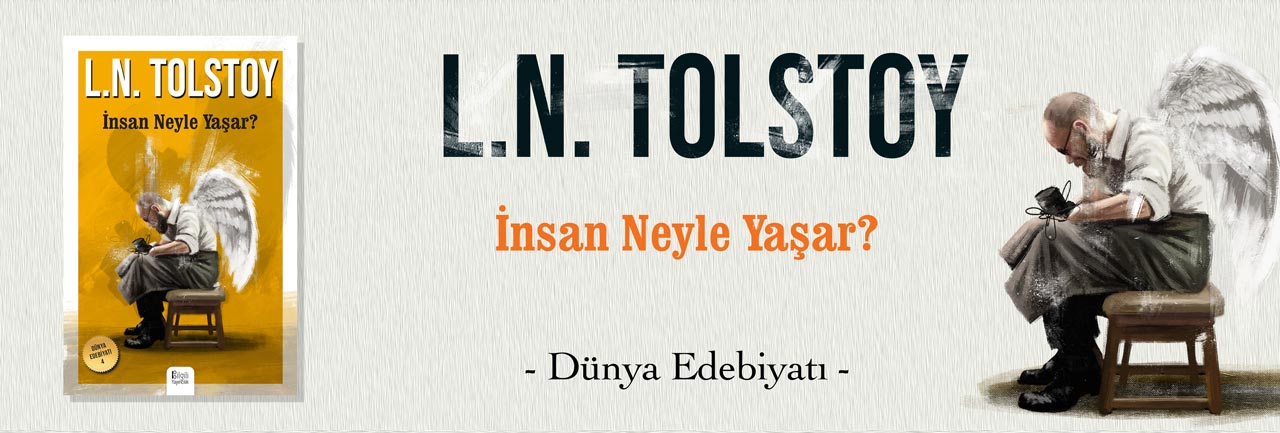 L.N. TOLSTOY
İnsan Neyle Yaşar?
DÜNYA
EDEBİYATI
4
Bilgili
Yayıncılık
L.N. TOLSTOY
İnsan Neyle Yaşar?
- Dünya Edebiyatı -